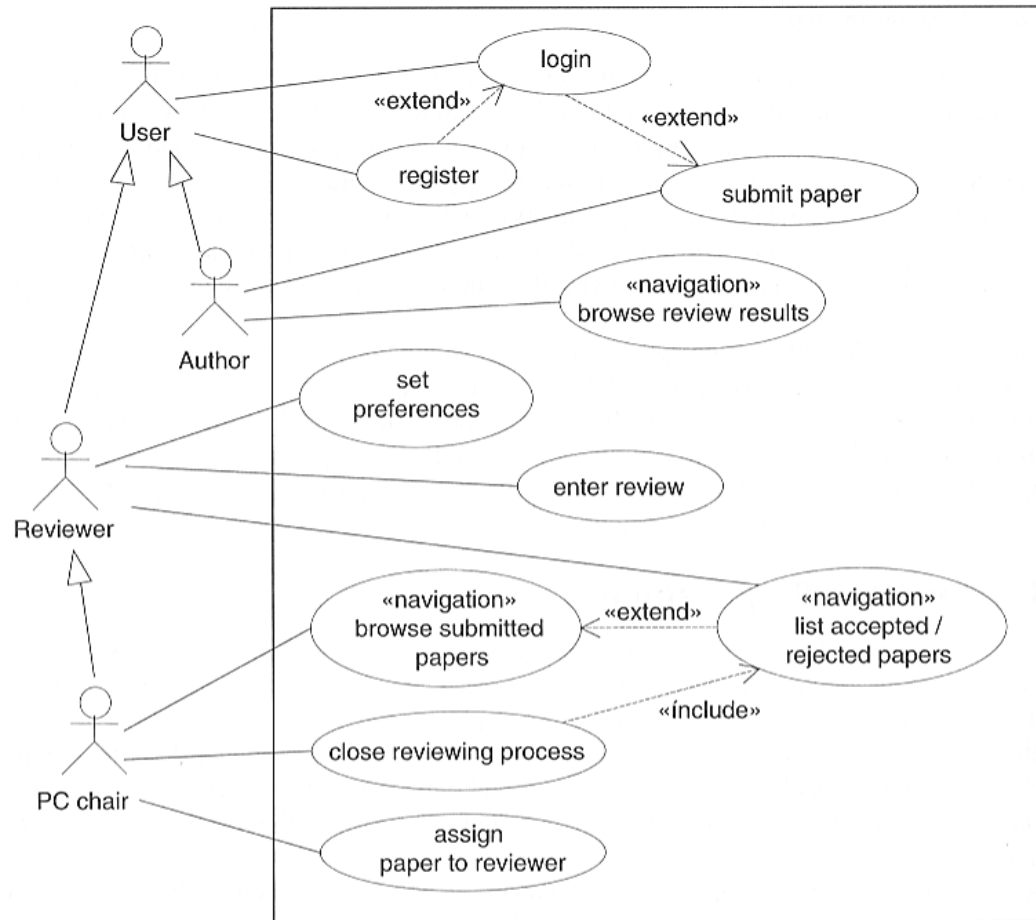 login
«extend»
«extend»
User
register
submit paper
«navigation»
browse review results
Author
set
preferences
enter review
Reviewer
«navigation»
browse submitted
papers
«extend»
«navigation»
list accepted /
rejected papers
«include»
close reviewing process
PC chair
assign
paper to reviewer